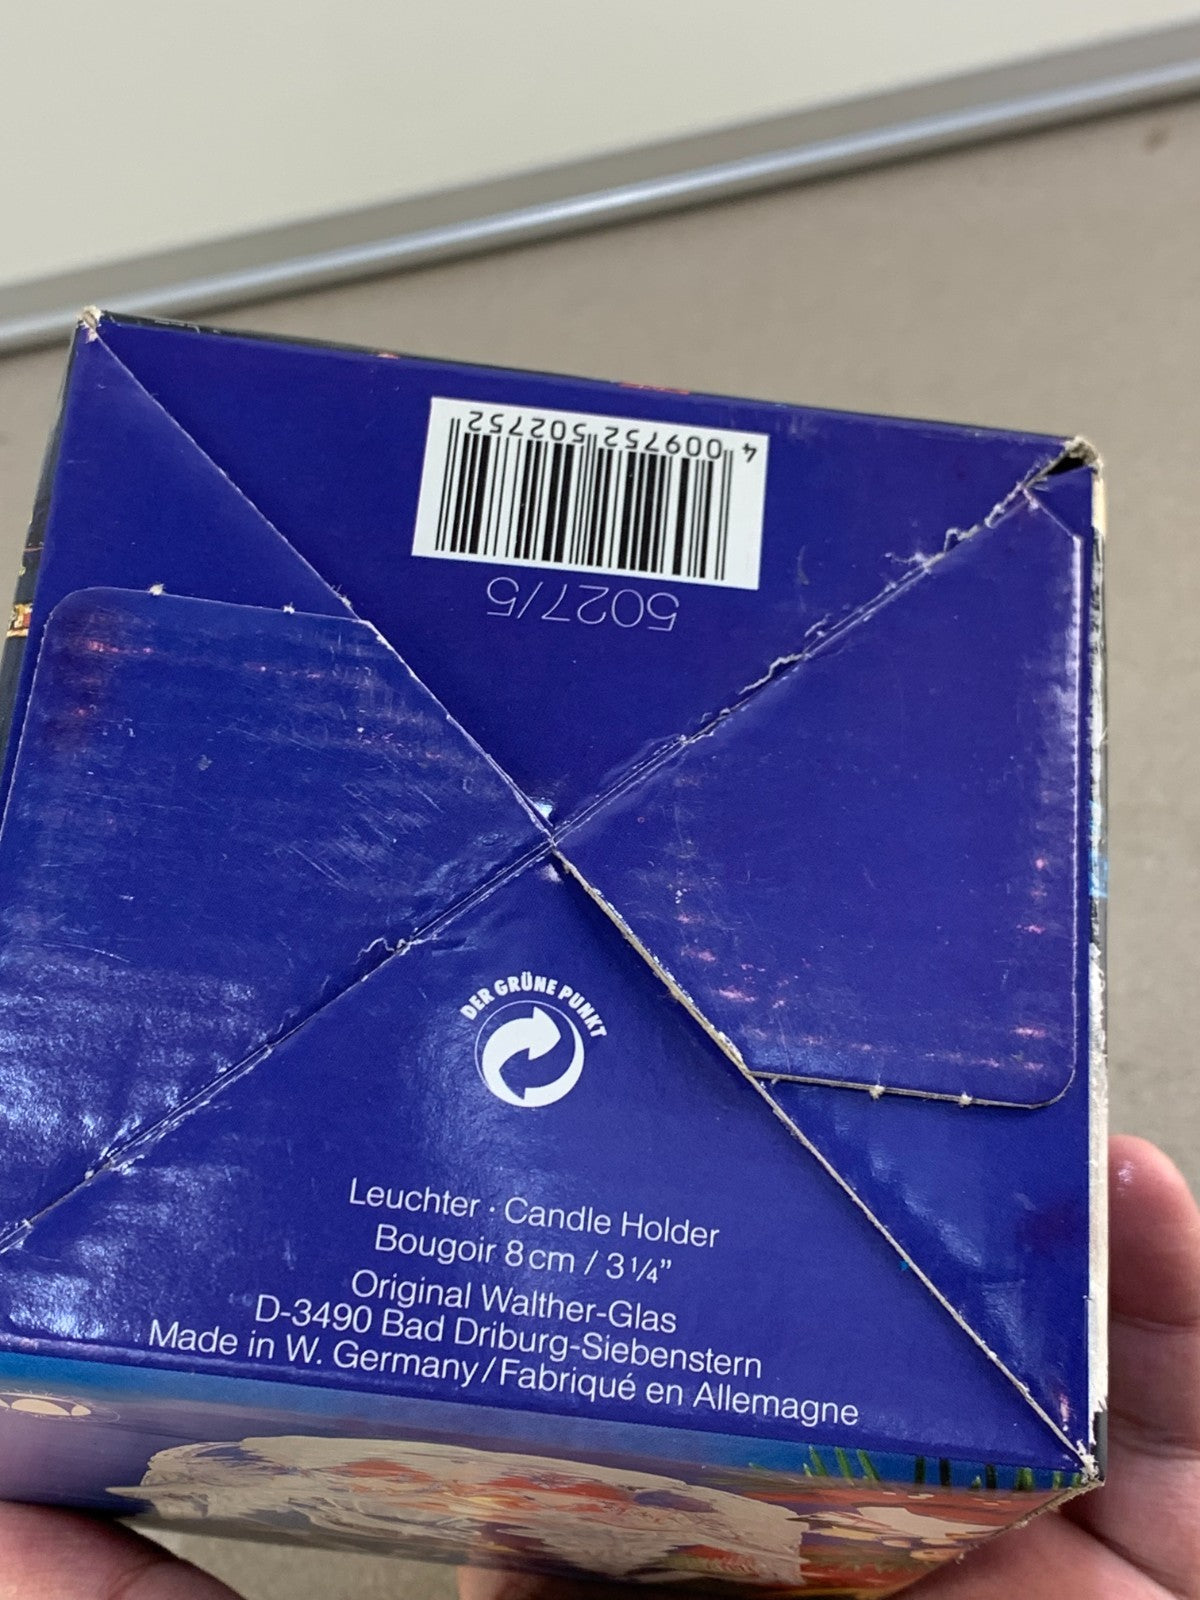 4 009752 502752
5027/5
DER GRÜNE PUNKT
Leuchter · Candle Holder
Bougoir 8 cm / 3 ¼”
Original Walther-Glas
D-3490 Bad Driburg-Siebenstern
Made in W. Germany/Fabriqué en Allemagne